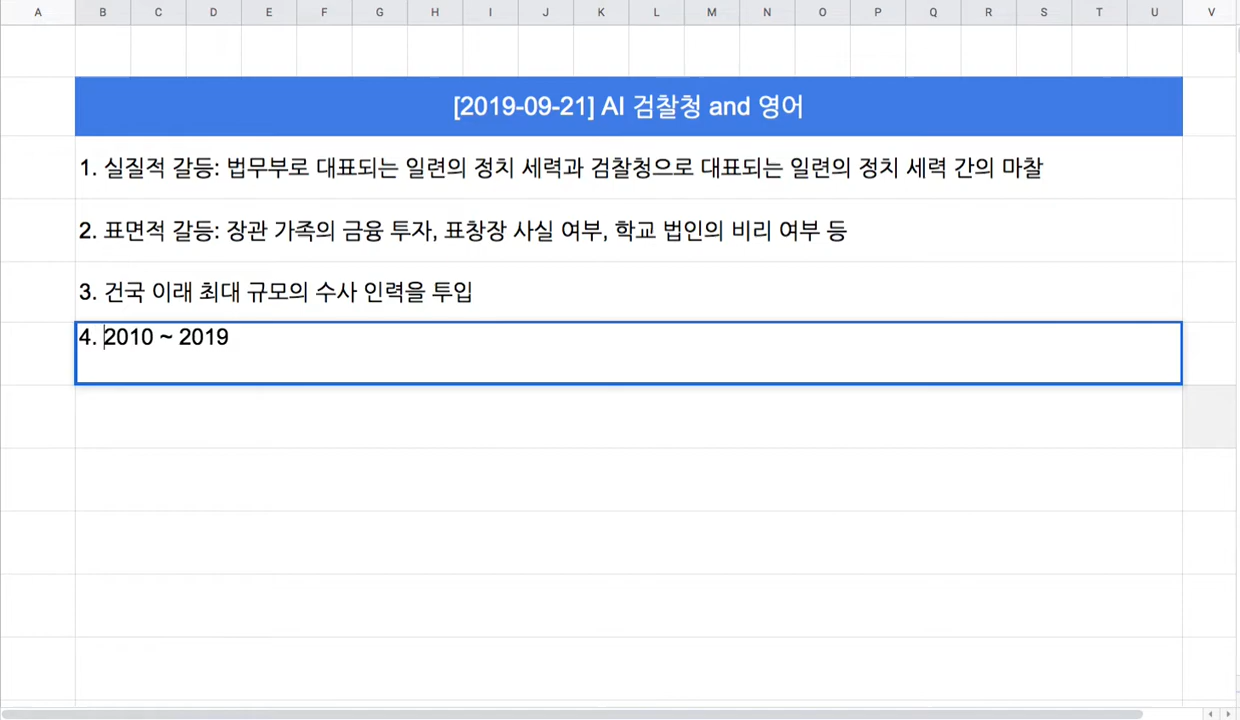 A B C D E F G H I J K L M N O P Q R S T U V
[2019-09-21] AI 검찰청 and 영어
1. 실질적 갈등: 법무부로 대표되는 일련의 정치 세력과 검찰청으로 대표되는 일련의 정치 세력 간의 마찰
2. 표면적 갈등: 장관 가족의 금융 투자, 표창장 사실 여부, 학교 법인의 비리 여부 등
3. 건국 이래 최대 규모의 수사 인력을 투입
4. 2010 ~ 2019